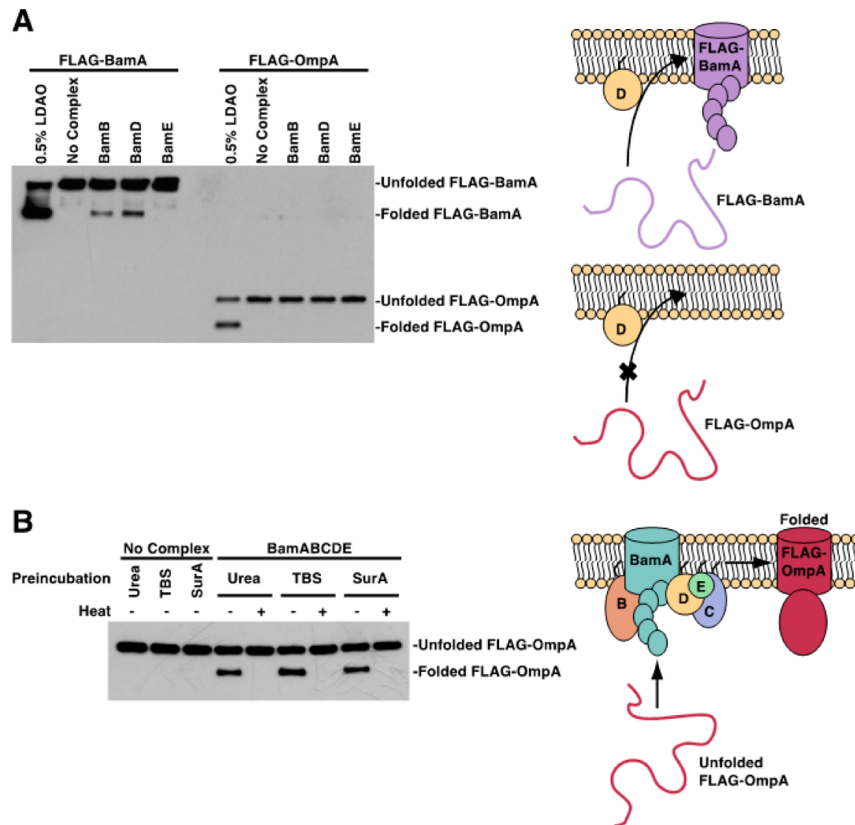 A
FLAG-BamA
FLAG-OmpA
0.5% LDAO
No Complex
BamB
BamD
BamE
0.5% LDAO
No Complex
BamB
BamD
BamE
-Unfolded FLAG-BamA
-Folded FLAG-BamA
-Unfolded FLAG-OmpA
-Folded FLAG-OmpA
FLAG-
BamA
D
FLAG-BamA
D
FLAG-OmpA
B
No Complex
BamABCDE
Preincubation
Urea
TBS
SurA
Urea
TBS
SurA
Heat
- - - - + - + - +
-Unfolded FLAG-OmpA
-Folded FLAG-OmpA
Folded
BamA
FLAG-
OmpA
B
D
E
C
Unfolded
FLAG-OmpA